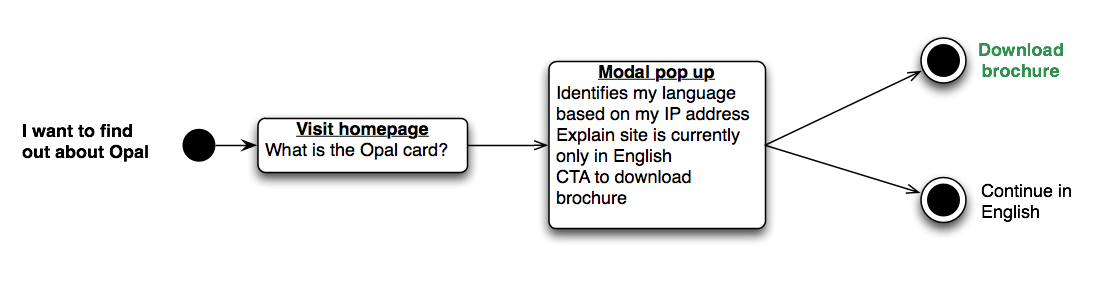 I want to find
out about Opal
Visit homepage
What is the Opal card?
Modal pop up
Identifies my language
based on my IP address
Explain site is currently
only in English
CTA to download
brochure
Download
brochure
Continue in
English